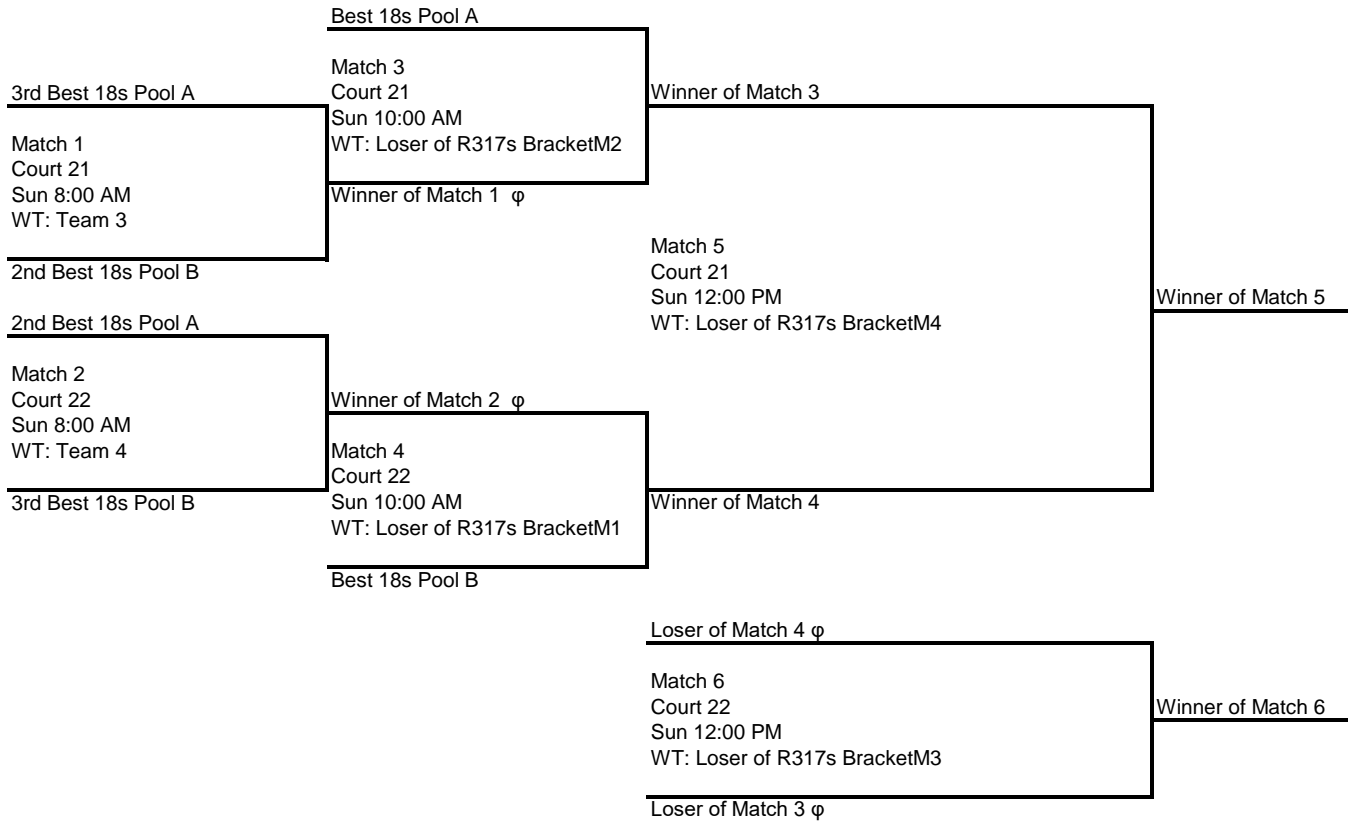 Best 18s Pool A
Match 3
Court 21
Sun 10:00 AM
WT: Loser of R317s BracketM2
Winner of Match 1 φ
3rd Best 18s Pool A
Match 1
Court 21
Sun 8:00 AM
WT: Team 3
2nd Best 18s Pool B
Winner of Match 3
2nd Best 18s Pool A
Match 2
Court 22
Sun 8:00 AM
WT: Team 4
3rd Best 18s Pool B
Winner of Match 2 φ
Match 4
Court 22
Sun 10:00 AM
WT: Loser of R317s BracketM1
Best 18s Pool B
Match 5
Court 21
Sun 12:00 PM
WT: Loser of R317s BracketM4
Winner of Match 4
Winner of Match 5
Loser of Match 4 φ
Match 6
Court 22
Sun 12:00 PM
WT: Loser of R317s BracketM3
Loser of Match 3 φ
Winner of Match 6